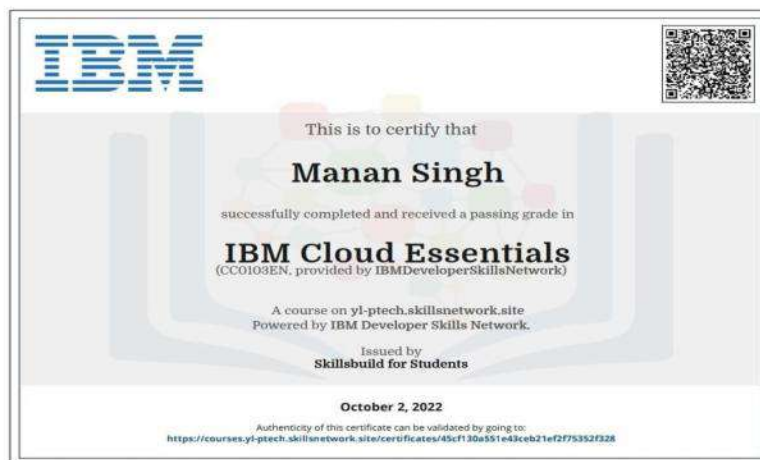 IBM
This is to certify that
Manan Singh
successfully completed and received a passing grade in
IBM Cloud Essentials
(CC0103EN, provided by IBMDeveloperSkillsNetwork)
A course on yl-ptech.skillsnetwork.site
Powered by IBM Developer Skills Network.
Issued by
Skillsbuild for Students
October 2, 2022
Authenticity of this certificate can be validated by going to:
https://courses.yl-ptech.skillsnetwork.site/certificates/45cf130a551e43ceb21ef2f75352f328